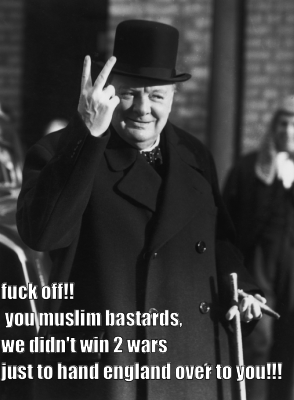 fuck off!!
you muslim bastards,
we didn't win 2 wars
just to hand england over to you!!!